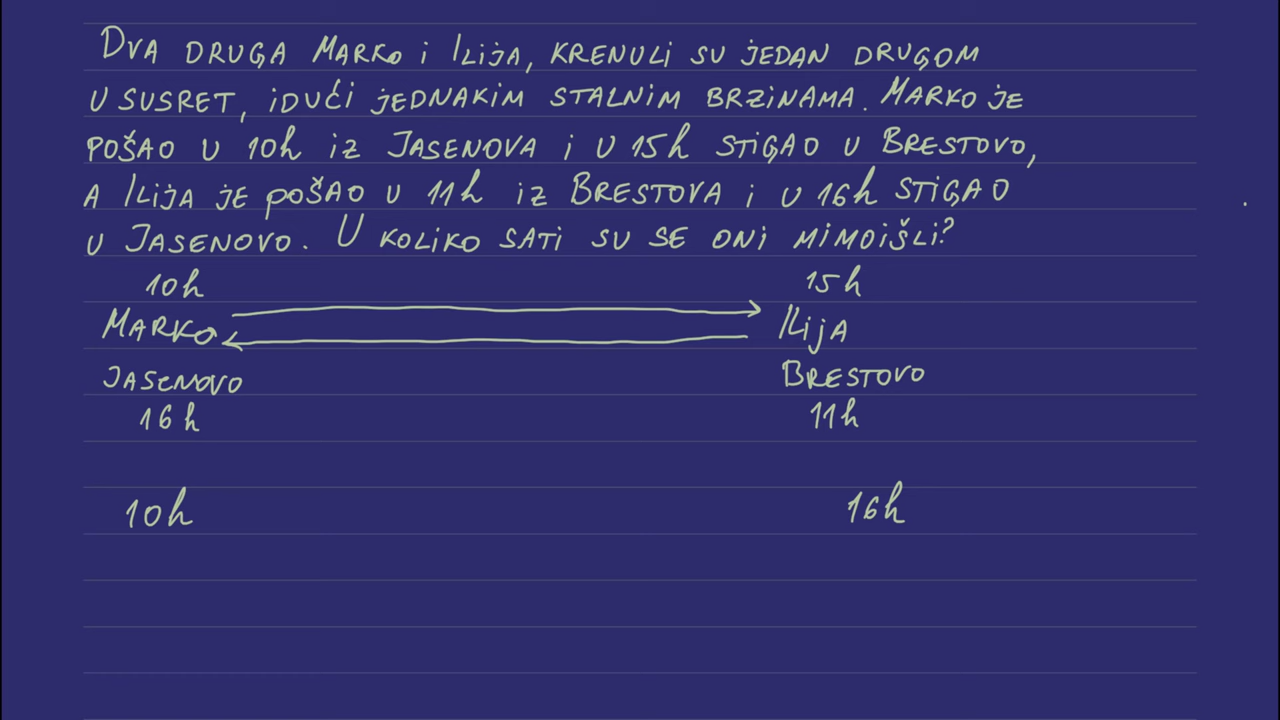 DVA DRUGA MARKO i ILIJA, KRENULI SU JEDAN DRUGOM
U SUSRET, iDUĆi JEDNAKIM STALNIM BRZINAMA. MARKO JE
POŠAO U 10h iz JASENOVA i U 15h STIGAO U BRESTOVO,
A ILIJA JE POŠAO U 11h iz BRESTOVA i U 16h STIGAO
U JASENOVO. U KOLIKO SATI SU SE ONI MIMOIŠLI?
10h 15h
MARKO ILIJA
JASENOVO BRESTOVO
16h 11h
10h 16h